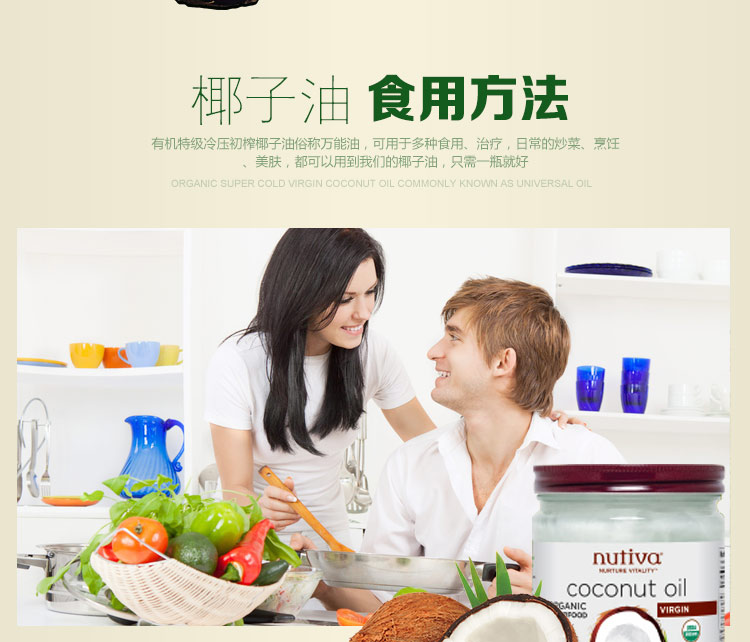 椰子油 食用方法
有机特级冷压初榨椰子油俗称万能油，可用于多种食用、治疗，日常的炒菜、烹饪
、美肤，都可以用到我们的椰子油，只需一瓶就好
ORGANIC SUPER COLD VIRGIN COCONUT OIL COMMONLY KNOWN AS UNIVERSAL OIL
nutiva
NURTURE VITALITY™
coconut oil
VIRGIN